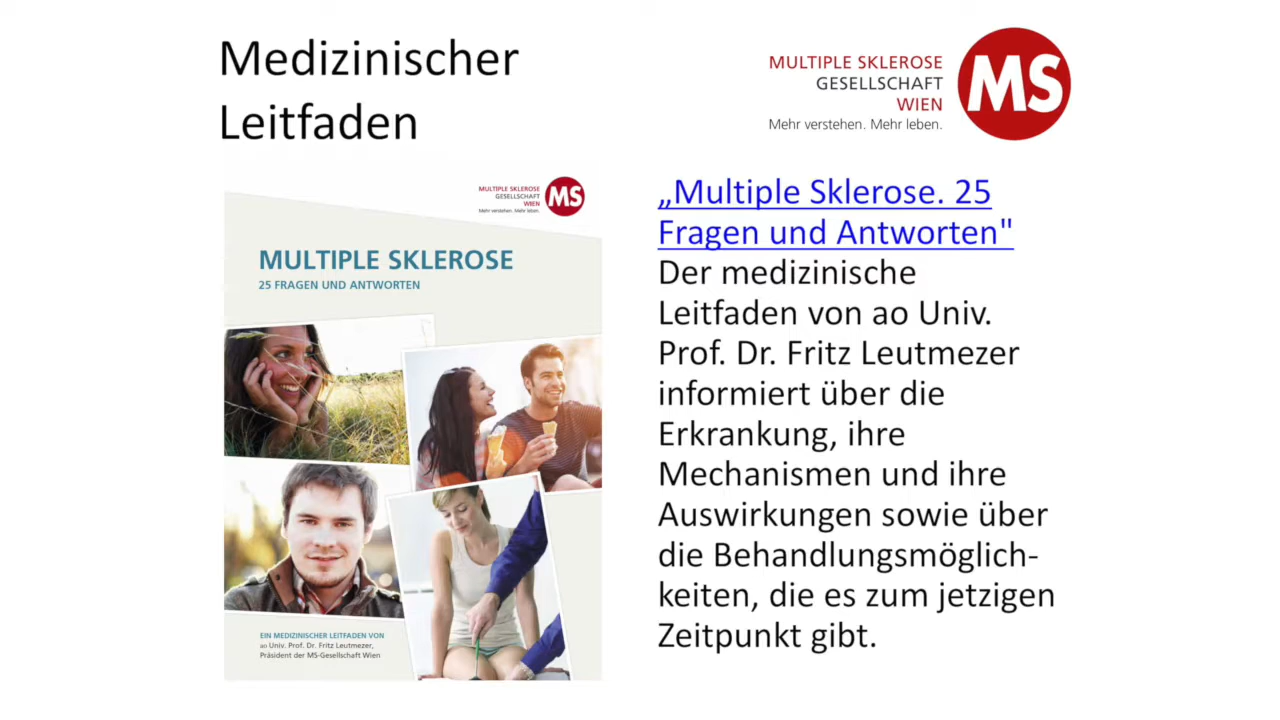 Medizinischer
Leitfaden
MULTIPLE SKLEROSE
GESELLSCHAFT
WIEN
Mehr verstehen. Mehr leben.
MS
MULTIPLE SKLEROSE
GESELLSCHAFT
WIEN
Mehr verstehen. Mehr leben.
MS
MULTIPLE SKLEROSE
25 FRAGEN UND ANTWORTEN
EIN MEDIZINISCHER LEITFADEN VON
ao Univ. Prof. Dr. Fritz Leutmezer,
Präsident der MS-Gesellschaft Wien
„Multiple Sklerose. 25
Fragen und Antworten"
Der medizinische
Leitfaden von ao Univ.
Prof. Dr. Fritz Leutmezer
informiert über die
Erkrankung, ihre
Mechanismen und ihre
Auswirkungen sowie über
die Behandlungsmöglich-
keiten, die es zum jetzigen
Zeitpunkt gibt.